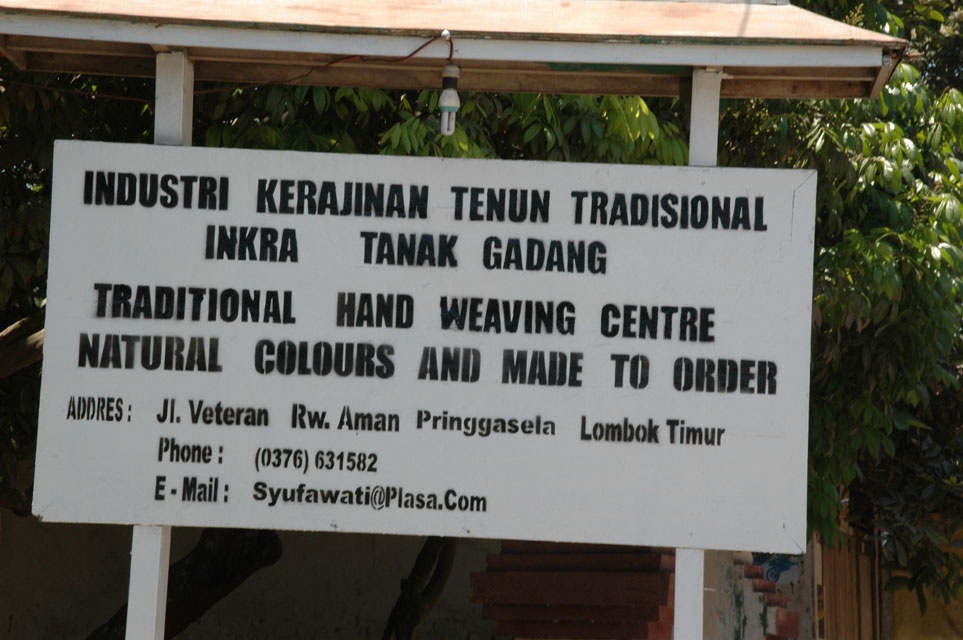 INDUSTRI KERAJINAN TENUN TRADISIONAL
INKRA TANAK GADANG
TRADITIONAL HAND WEAVING CENTRE
NATURAL COLOURS AND MADE TO ORDER
ADDRES : Jl. Veteran Rw. Aman Pringgasela Lombok Timur
Phone : (0376) 631582
E - Mail : Syufawati@Plasa.Com